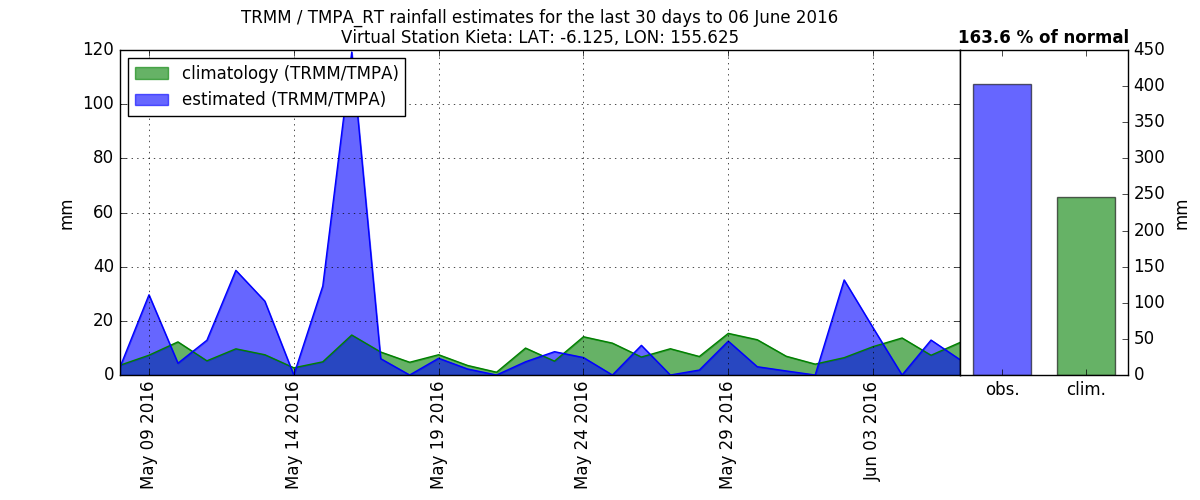 TRMM / TMPA_RT rainfall estimates for the last 30 days to 06 June 2016
Virtual Station Kieta: LAT: -6.125, LON: 155.625
163.6 % of normal
climatology (TRMM/TMPA)
estimated (TRMM/TMPA)
mm
120
100
80
60
40
20
0
May 09 2016
May 14 2016
May 19 2016
May 24 2016
May 29 2016
Jun 03 2016
450
400
350
300
250
200
150
100
50
0
mm
obs.
clim.